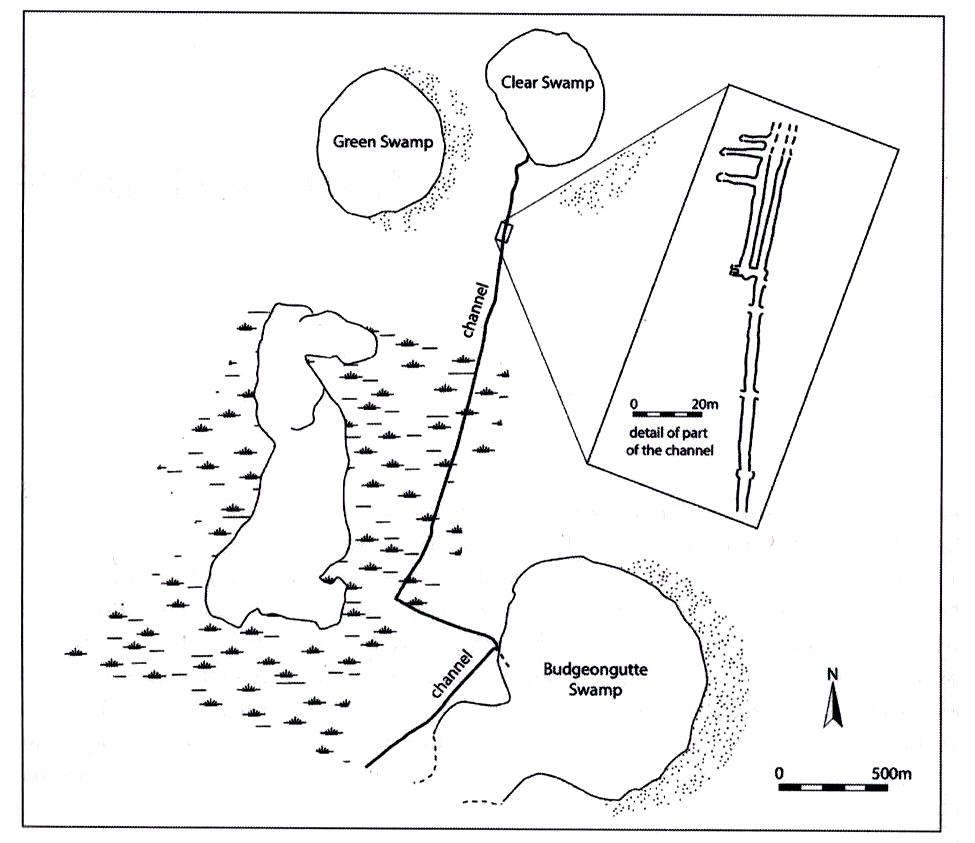 Clear Swamp
Green Swamp
channel
0 20m
detail of part
of the channel
channel
Budgeongutte
Swamp
N
0 500m